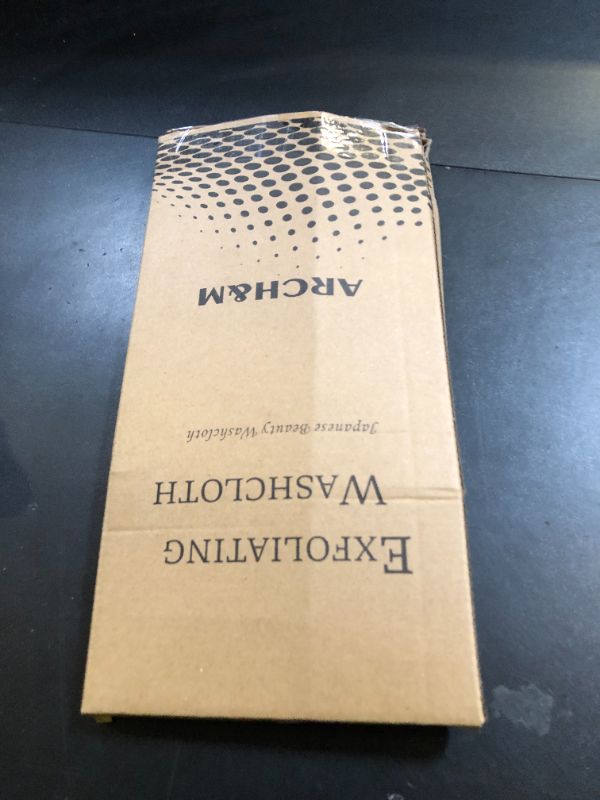 EXFOLIATING
WASHCLOTH
Japanese Beauty Washcloth
ARCH&M